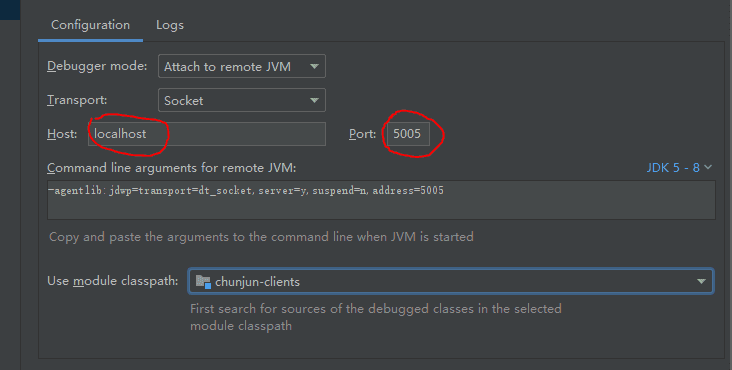 Configuration Logs
Debugger mode: Attach to remote JVM
Transport: Socket
Host: localhost Port: 5005
Command line arguments for remote JVM: JDK 5 - 8
-agentlib:jdwp=transport=dt_socket,server=y,suspend=n,address=5005
Copy and paste the arguments to the command line when JVM is started
Use module classpath: chunjun-clients
First search for sources of the debugged classes in the selected
module classpath